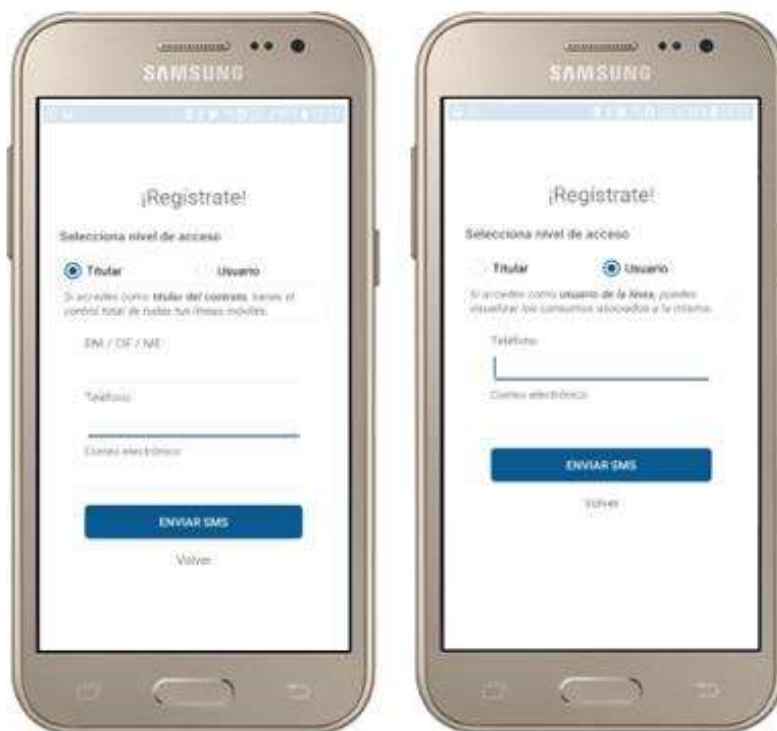 SAMSUNG
¡Regístrate!
Selecciona nivel de acceso
Titular Usuario
Si accedes como titular del contrato, tienes el
control total de todas tus líneas móviles.
DNI / CIF / NIE
Teléfono
Correo electrónico
ENVIAR SMS
Volver
SAMSUNG
¡Regístrate!
Selecciona nivel de acceso
Titular Usuario
Si accedes como usuario de la línea, puedes
visualizar los consumos asociados a la misma.
Teléfono
Correo electrónico
ENVIAR SMS
Volver